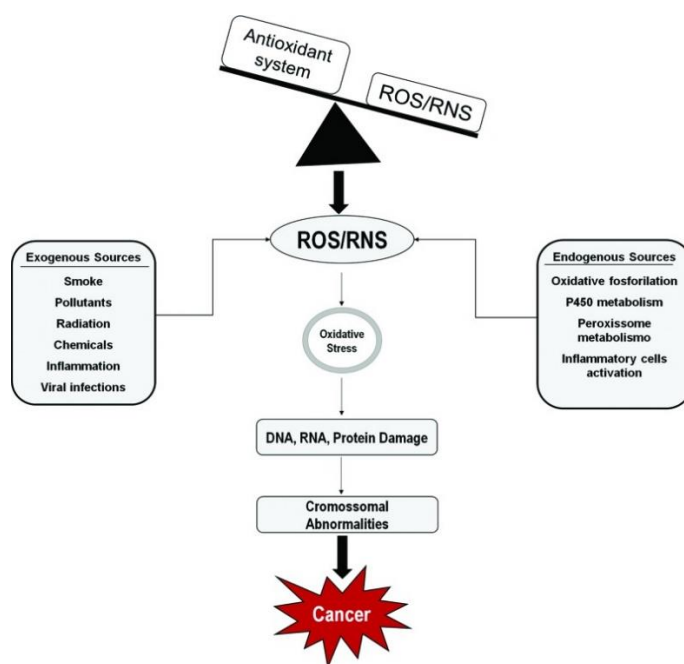 Antioxidant
system
ROS/RNS
ROS/RNS
Exogenous Sources
Smoke
Pollutants
Radiation
Chemicals
Inflammation
Viral infections
Endogenous Sources
Oxidative fosforilation
P450 metabolism
Peroxissome
metabolismo
Inflammatory cells
activation
Oxidative
Stress
DNA, RNA, Protein Damage
Cromossomal
Abnormalities
Cancer